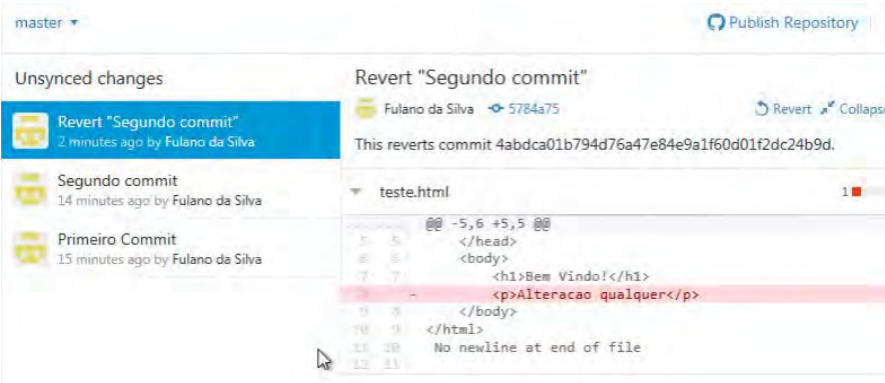 master
Publish Repository
Unsynced changes
Revert "Segundo commit"
2 minutes ago by Fulano da Silva
Segundo commit
14 minutes ago by Fulano da Silva
Primeiro Commit
15 minutes ago by Fulano da Silva
Revert "Segundo commit"
Fulano da Silva 5784a75 Revert Collapse
This reverts commit 4abdca01b794d76a47e84e9a1f60d01f2dc24b9d.
teste.html 1
@@ -5,6 +5,5 @@
5 5 </head>
6 6 <body>
7 7 <h1>Bem Vindo!</h1>
- <p>Alteracao qualquer</p>
9 8 </body>
10 9 </html>
11 10 No newline at end of file
12 11